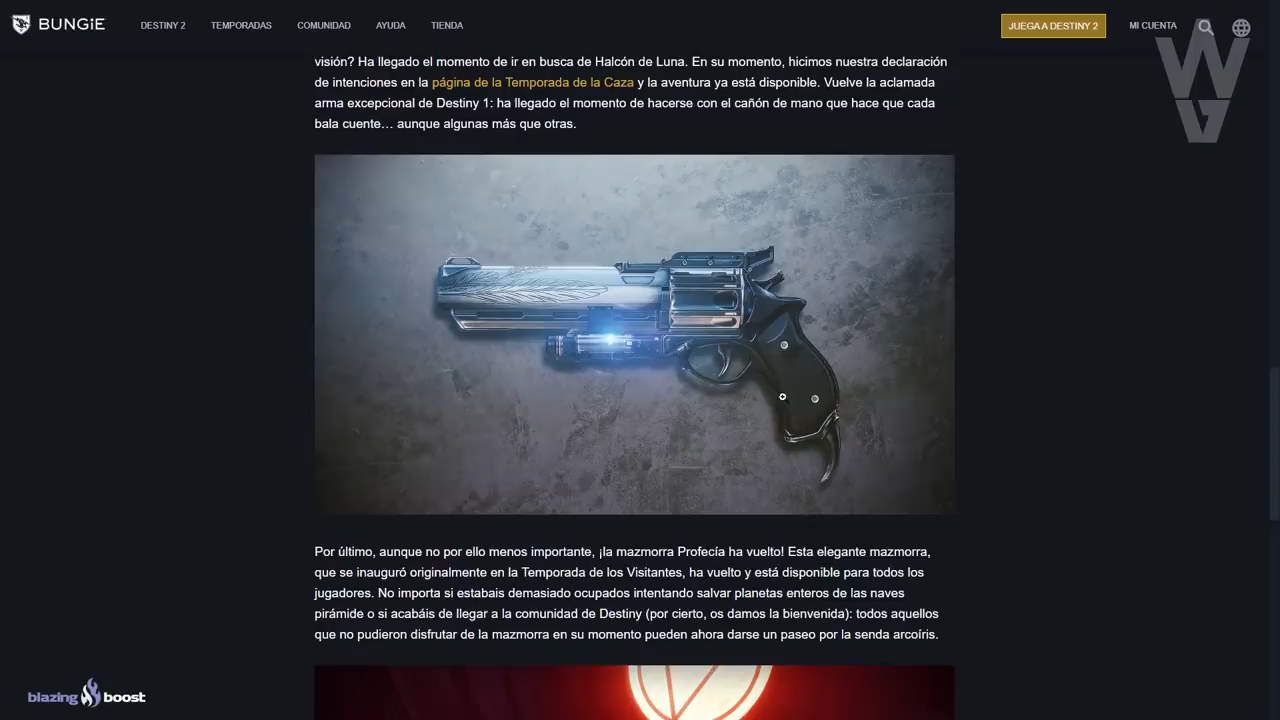 BUNGiE
DESTINY 2 TEMPORADAS COMUNIDAD AYUDA TIENDA JUEGA A DESTINY 2 MI CUENTA
WG
visión? Ha llegado el momento de ir en busca de Halcón de Luna. En su momento, hicimos nuestra declaración
de intenciones en la página de la Temporada de la Caza y la aventura ya está disponible. Vuelve la aclamada
arma excepcional de Destiny 1: ha llegado el momento de hacerse con el cañón de mano que hace que cada
bala cuente… aunque algunas más que otras.
Por último, aunque no por ello menos importante, ¡la mazmorra Profecía ha vuelto! Esta elegante mazmorra,
que se inauguró originalmente en la Temporada de los Visitantes, ha vuelto y está disponible para todos los
jugadores. No importa si estabais demasiado ocupados intentando salvar planetas enteros de las naves
pirámide o si acabáis de llegar a la comunidad de Destiny (por cierto, os damos la bienvenida): todos aquellos
que no pudieron disfrutar de la mazmorra en su momento pueden ahora darse un paseo por la senda arcoíris.
blazing boost